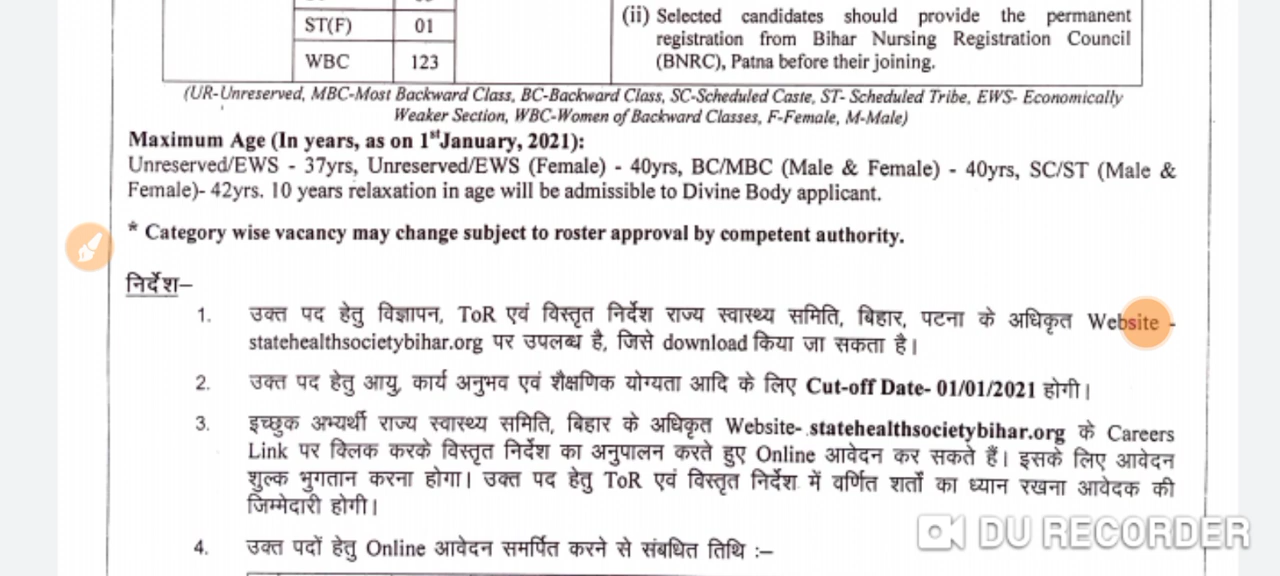 ST(F) 01
WBC 123
(ii) Selected candidates should provide the permanent
registration from Bihar Nursing Registration Council
(BNRC), Patna before their joining.
(UR-Unreserved, MBC-Most Backward Class, BC-Backward Class, SC-Scheduled Caste, ST- Scheduled Tribe, EWS- Economically
Weaker Section, WBC-Women of Backward Classes, F-Female, M-Male)
Maximum Age (In years, as on 1st January, 2021):
Unreserved/EWS - 37yrs, Unreserved/EWS (Female) - 40yrs, BC/MBC (Male & Female) - 40yrs, SC/ST (Male &
Female)- 42yrs. 10 years relaxation in age will be admissible to Divine Body applicant.
* Category wise vacancy may change subject to roster approval by competent authority.
निर्देश–
1. उक्त पद हेतु विज्ञापन, ToR एवं विस्तृत निर्देश राज्य स्वास्थ्य समिति, बिहार, पटना के अधिकृत Website -
statehealthsocietybihar.org पर उपलब्ध है, जिसे download किया जा सकता है।
2. उक्त पद हेतु आयु, कार्य अनुभव एवं शैक्षणिक योग्यता आदि के लिए Cut-off Date- 01/01/2021 होगी।
3. इच्छुक अभ्यर्थी राज्य स्वास्थ्य समिति, बिहार के अधिकृत Website- statehealthsocietybihar.org के Careers
Link पर क्लिक करके विस्तृत निर्देश का अनुपालन करते हुए Online आवेदन कर सकते हैं। इसके लिए आवेदन
शुल्क भुगतान करना होगा। उक्त पद हेतु ToR एवं विस्तृत निर्देश में वर्णित शर्तो का ध्यान रखना आवेदक की
जिम्मेदारी होगी।
4. उक्त पदों हेतु Online आवेदन समर्पित करने से संबंधित तिथि :–
DU RECORDER